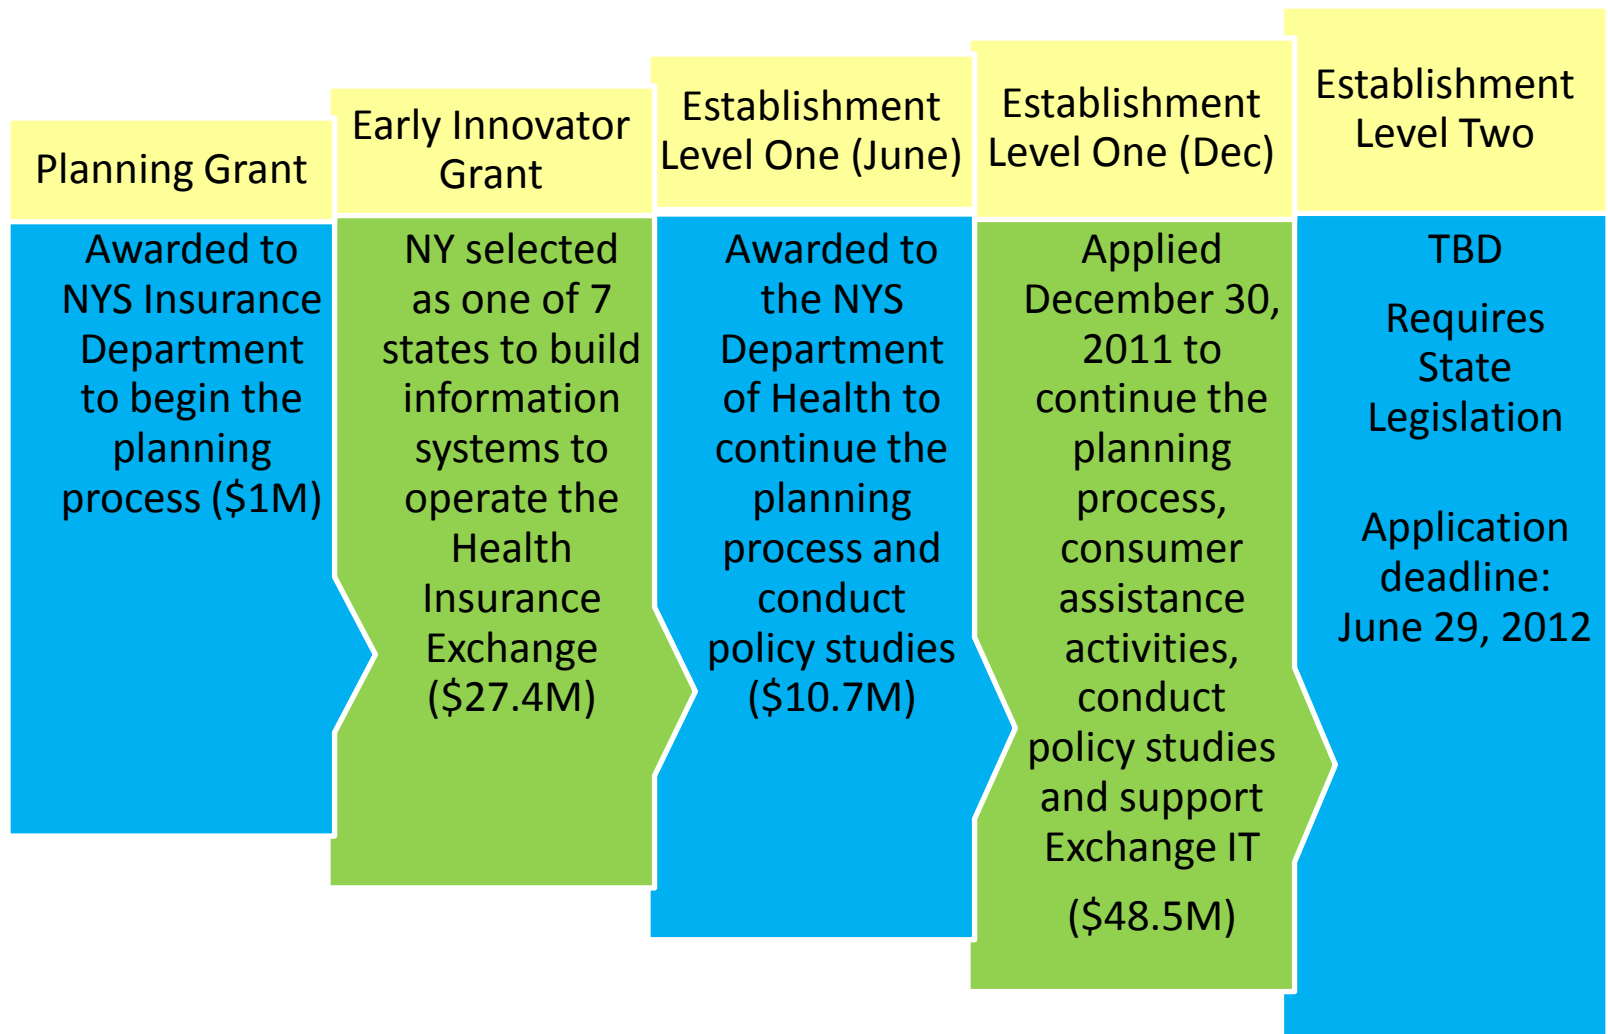 Planning Grant
Awarded to
NYS Insurance
Department
to begin the
planning
process ($1M)
Early Innovator
Grant
NY selected
as one of 7
states to build
information
systems to
operate the
Health
Insurance
Exchange
($27.4M)
Establishment
Level One (June)
Awarded to
the NYS
Department
of Health to
continue the
planning
process and
conduct
policy studies
($10.7M)
Establishment
Level One (Dec)
Applied
December 30,
2011 to
continue the
planning
process,
consumer
assistance
activities,
conduct
policy studies
and support
Exchange IT
($48.5M)
Establishment
Level Two
TBD
Requires
State
Legislation
Application
deadline:
June 29, 2012